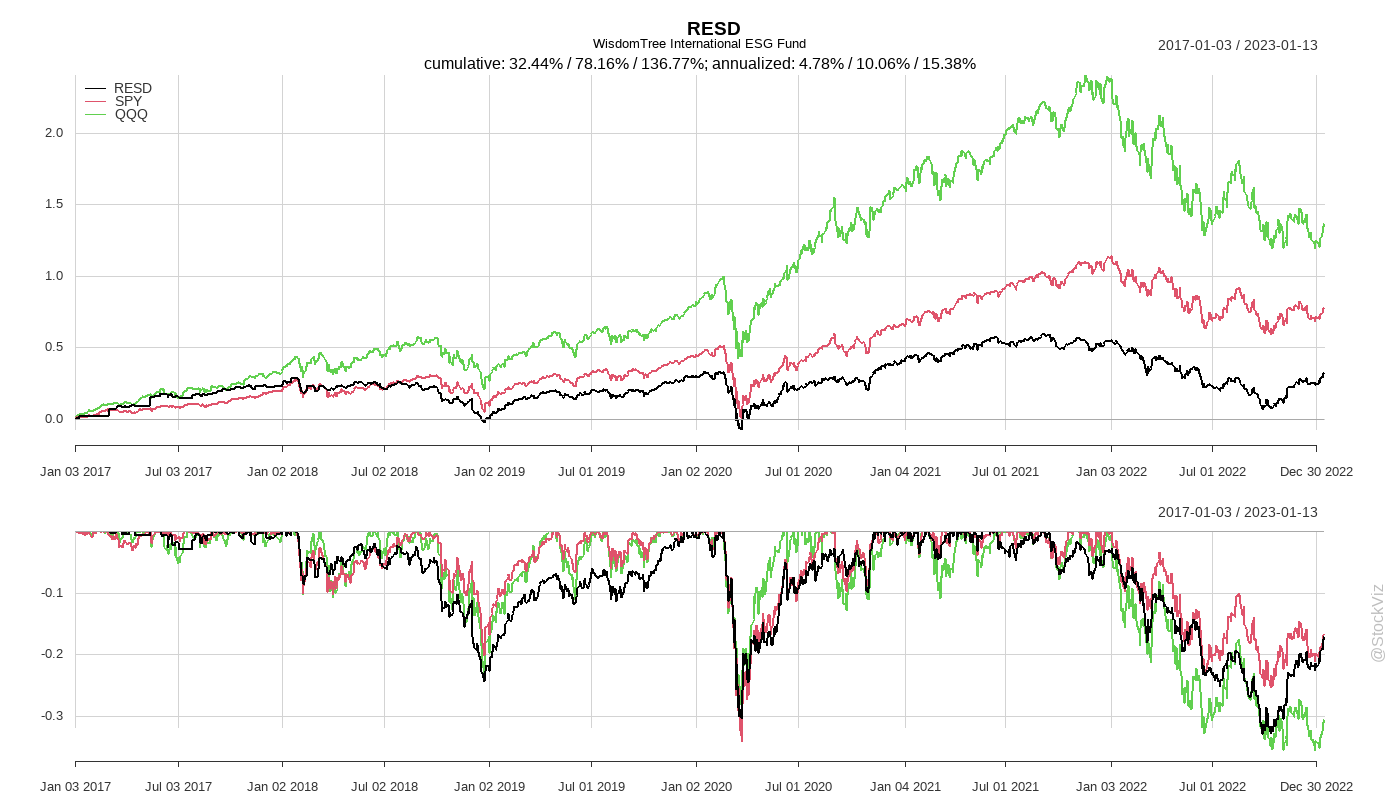 RESD
WisdomTree International ESG Fund
2017-01-03 / 2023-01-13
cumulative: 32.44% / 78.16% / 136.77%; annualized: 4.78% / 10.06% / 15.38%
RESD
SPY
QQQ
2.0
1.5
1.0
0.5
0.0
Jan 03 2017 Jul 03 2017 Jan 02 2018 Jul 02 2018 Jan 02 2019 Jul 01 2019 Jan 02 2020 Jul 01 2020 Jan 04 2021 Jul 01 2021 Jan 03 2022 Jul 01 2022 Dec 30 2022
2017-01-03 / 2023-01-13
-0.1
-0.2
-0.3
Jan 03 2017 Jul 03 2017 Jan 02 2018 Jul 02 2018 Jan 02 2019 Jul 01 2019 Jan 02 2020 Jul 01 2020 Jan 04 2021 Jul 01 2021 Jan 03 2022 Jul 01 2022 Dec 30 2022
@StockViz